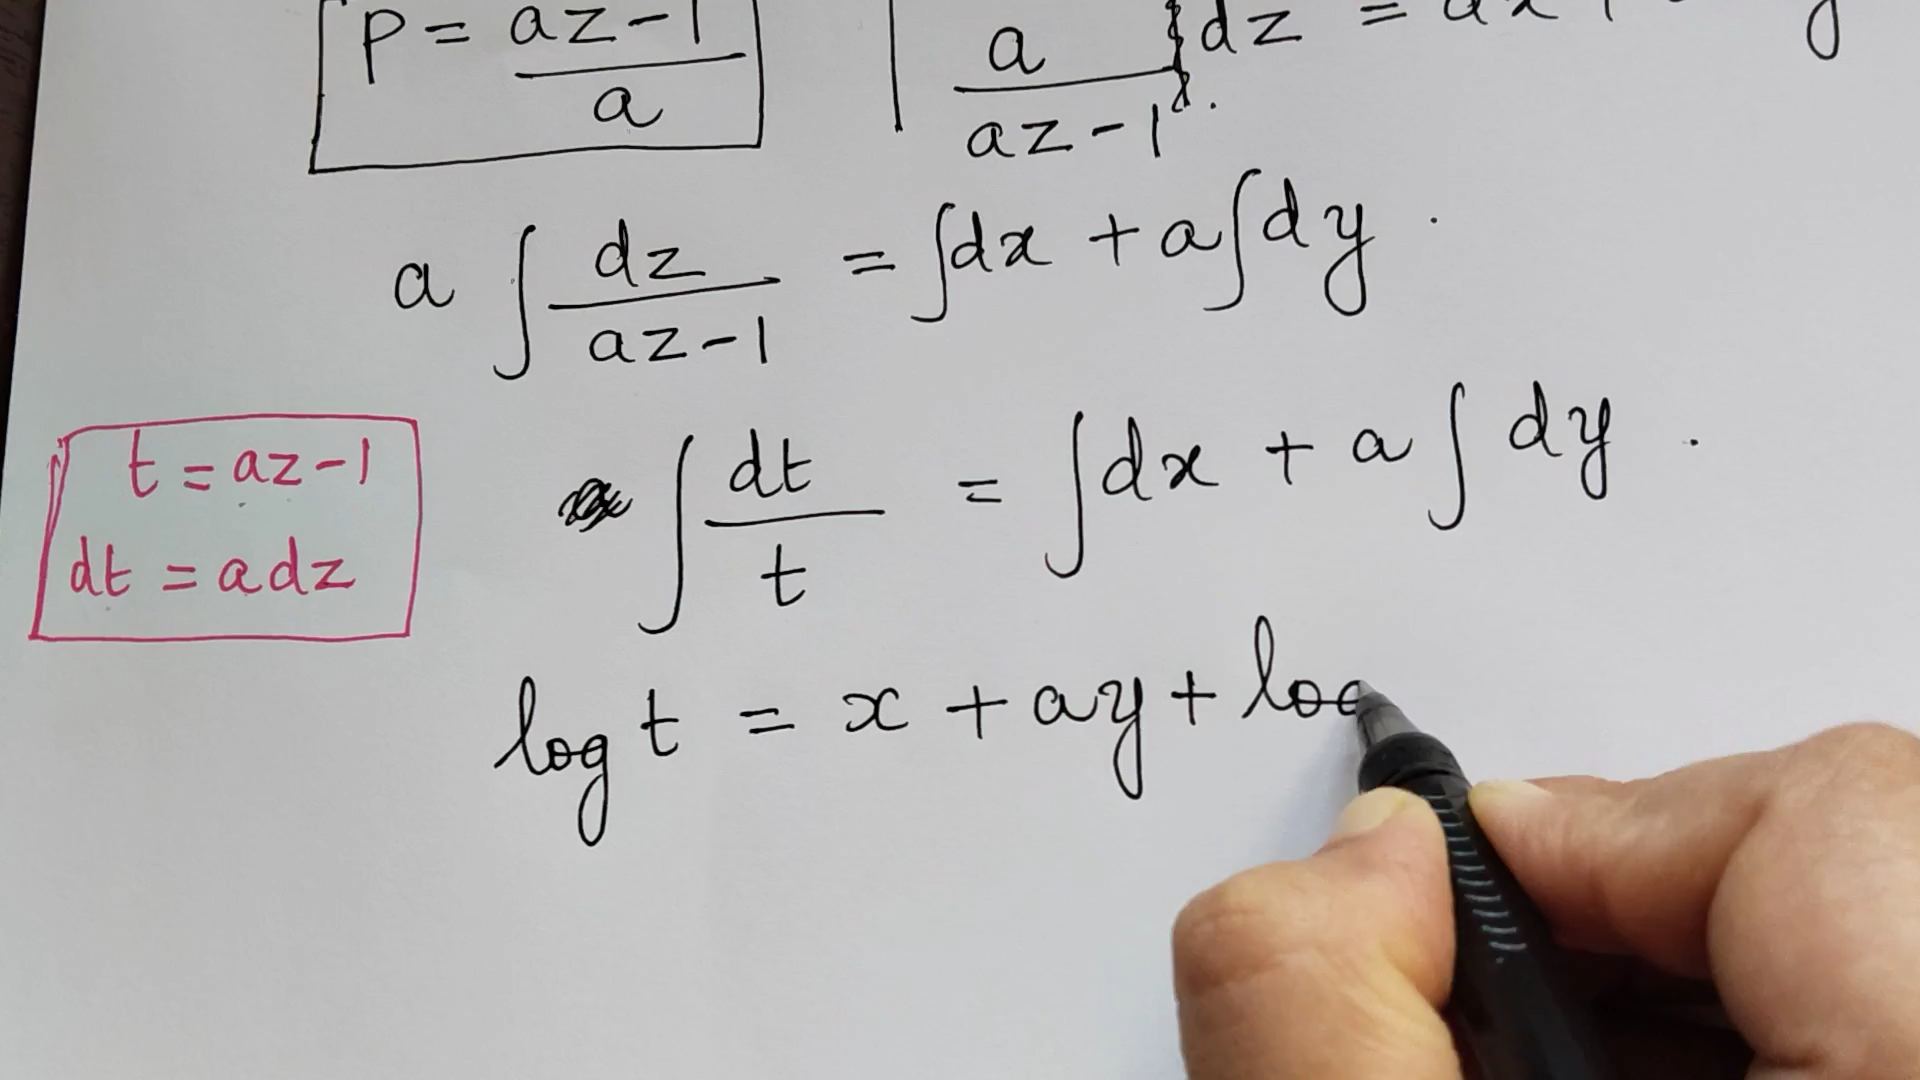 P = az-1 / a
a / az-1 dz = dx +
a ∫ dz / az-1 = ∫dx + a∫dy .
t = az-1
dt = adz
∫ dt / t = ∫dx + a ∫ dy .
log t = x + ay + log